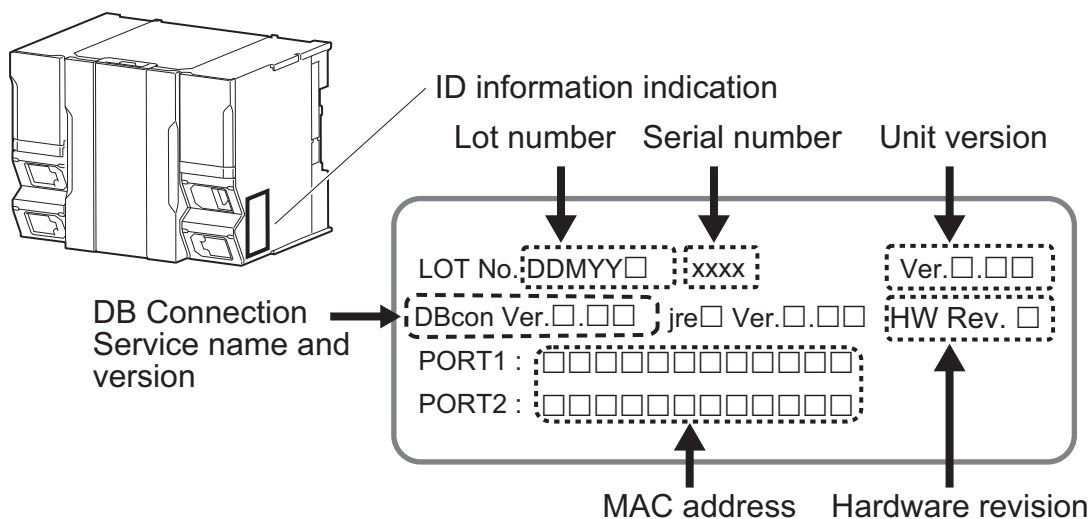 ID information indication
Lot number Serial number Unit version
LOT No. DDMYY□ xxxx Ver.□.□□
DB Connection
Service name and
version
DBcon Ver.□.□□ jre□ Ver.□.□□ HW Rev. □
PORT1 : □□□□□□□□□□□□
PORT2 : □□□□□□□□□□□□
MAC address Hardware revision